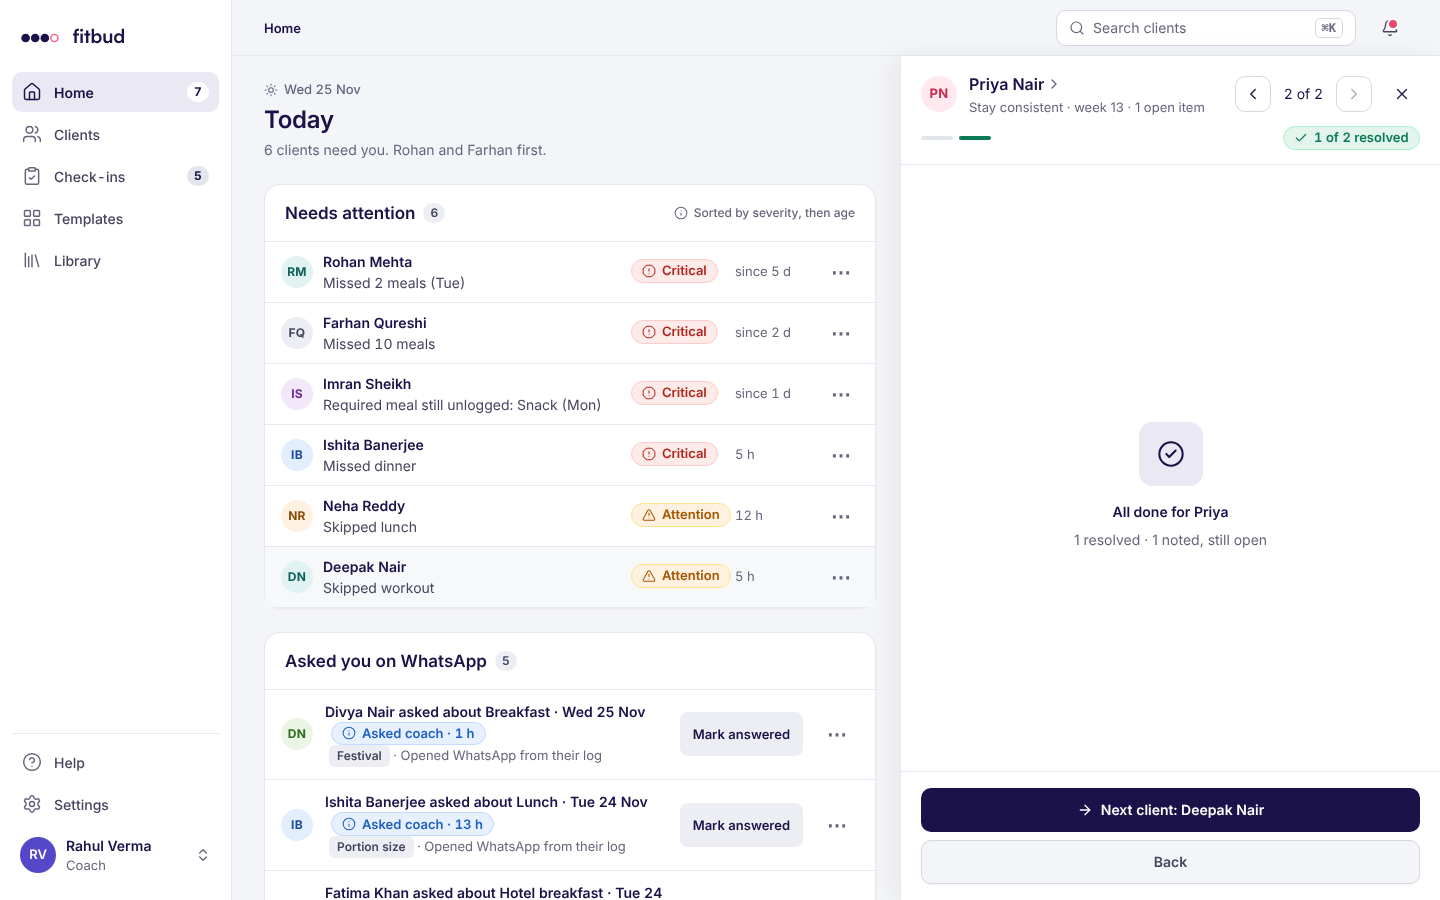 fitbud
Home 7
Clients
Check-ins 5
Templates
Library
Help
Settings
RV
Rahul Verma
Coach
Home
Search clients ⌘K
Wed 25 Nov
Today
6 clients need you. Rohan and Farhan first.
Needs attention 6
Sorted by severity, then age
RM
Rohan Mehta
Missed 2 meals (Tue)
Critical
since 5 d
FQ
Farhan Qureshi
Missed 10 meals
Critical
since 2 d
IS
Imran Sheikh
Required meal still unlogged: Snack (Mon)
Critical
since 1 d
IB
Ishita Banerjee
Missed dinner
Critical
5 h
NR
Neha Reddy
Skipped lunch
Attention
12 h
DN
Deepak Nair
Skipped workout
Attention
5 h
Asked you on WhatsApp 5
DN
Divya Nair asked about Breakfast · Wed 25 Nov
Asked coach · 1 h
Festival · Opened WhatsApp from their log
Mark answered
IB
Ishita Banerjee asked about Lunch · Tue 24 Nov
Asked coach · 13 h
Portion size · Opened WhatsApp from their log
Mark answered
Fatima Khan asked about Hotel breakfast · Tue 24
PN
Priya Nair
Stay consistent · week 13 · 1 open item
2 of 2
1 of 2 resolved
All done for Priya
1 resolved · 1 noted, still open
Next client: Deepak Nair
Back